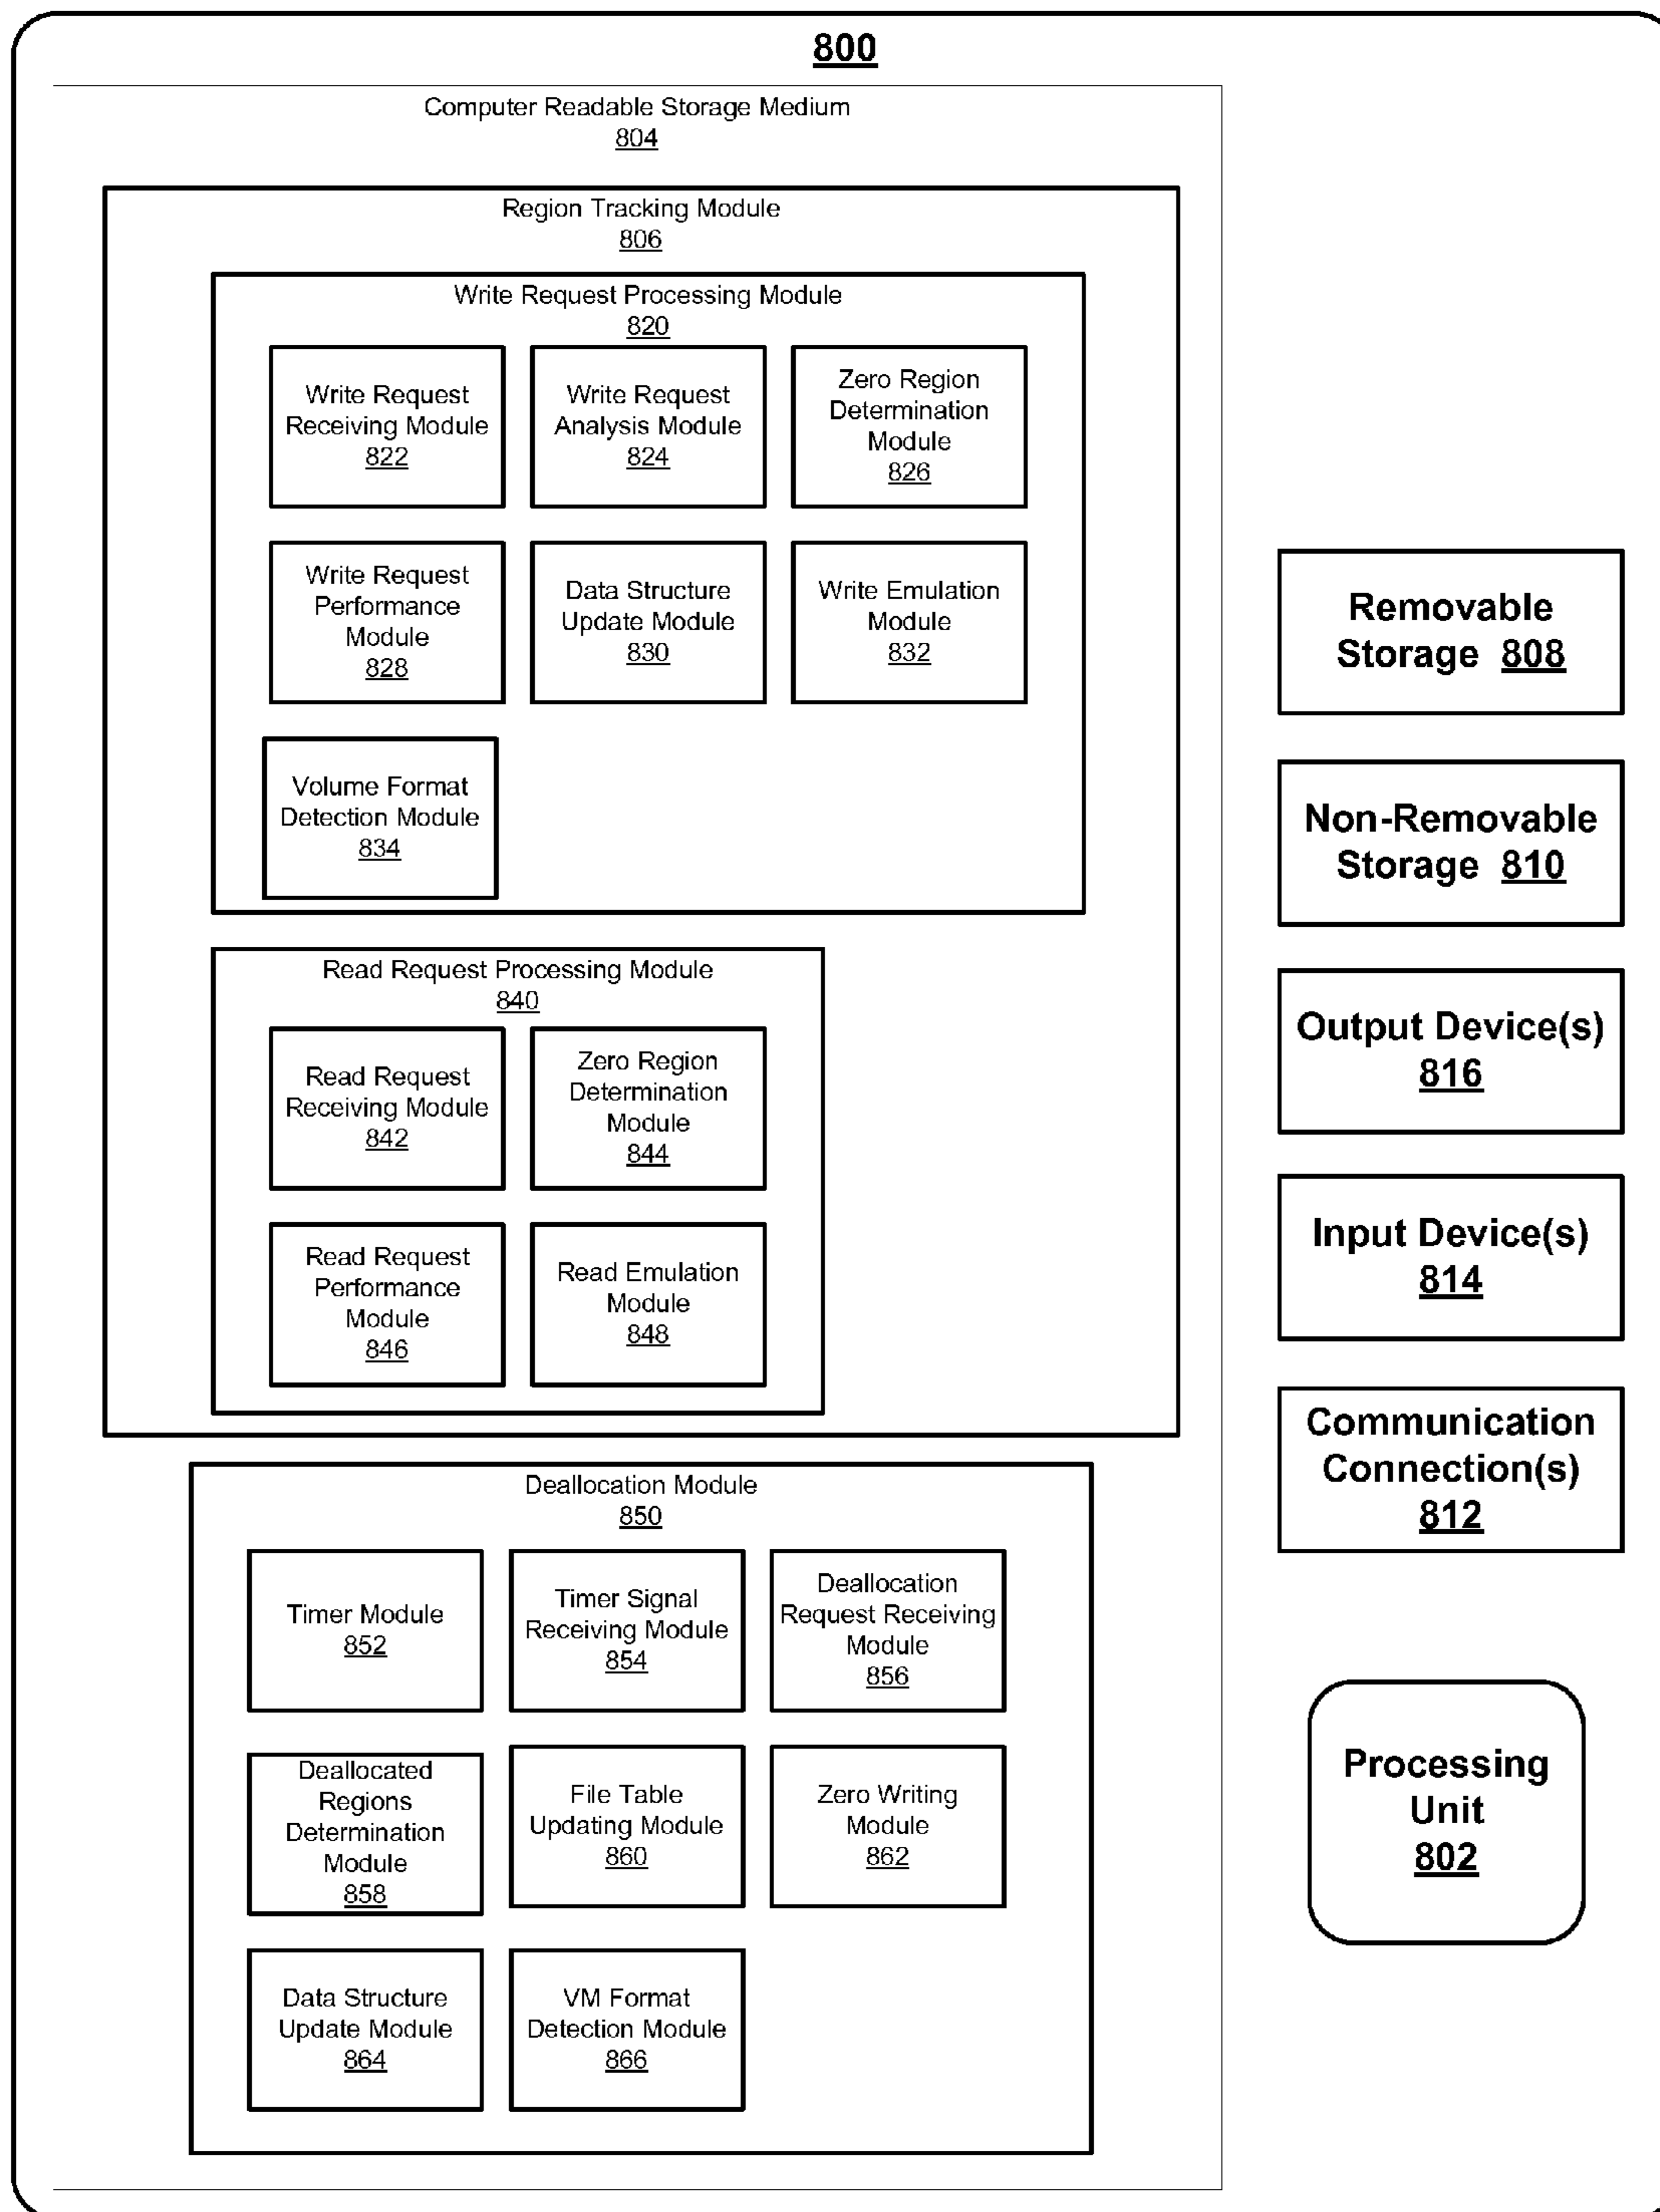 800
Computer Readable Storage Medium
804
Region Tracking Module
806
Write Request Processing Module
820
Write Request
Receiving Module
822
Write Request
Analysis Module
824
Zero Region
Determination
Module
826
Write Request
Performance
Module
828
Data Structure
Update Module
830
Write Emulation
Module
832
Volume Format
Detection Module
834
Read Request Processing Module
840
Read Request
Receiving Module
842
Zero Region
Determination
Module
844
Read Request
Performance
Module
846
Read Emulation
Module
848
Deallocation Module
850
Timer Module
852
Timer Signal
Receiving Module
854
Deallocation
Request Receiving
Module
856
Deallocated
Regions
Determination
Module
858
File Table
Updating Module
860
Zero Writing
Module
862
Data Structure
Update Module
864
VM Format
Detection Module
866
Removable
Storage 808
Non-Removable
Storage 810
Output Device(s)
816
Input Device(s)
814
Communication
Connection(s)
812
Processing
Unit
802